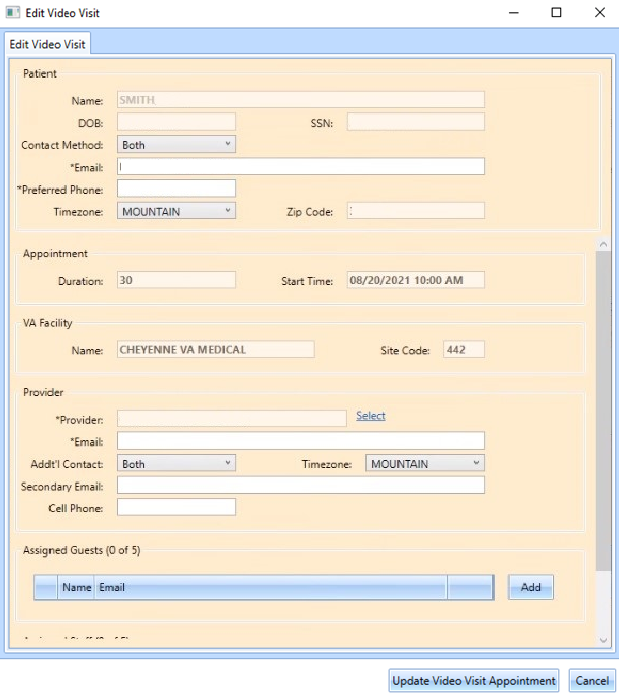 Edit Video Visit
Edit Video Visit
Patient
Name: SMITH
DOB: SSN:
Contact Method: Both
*Email:
*Preferred Phone:
Timezone: MOUNTAIN Zip Code:
Appointment
Duration: 30 Start Time: 08/20/2021 10:00 AM
VA Facility
Name: CHEYENNE VA MEDICAL Site Code: 442
Provider
*Provider: Select
*Email:
Addt'l Contact: Both Timezone: MOUNTAIN
Secondary Email:
Cell Phone:
Assigned Guests (0 of 5)
Name Email Add
Update Video Visit Appointment Cancel